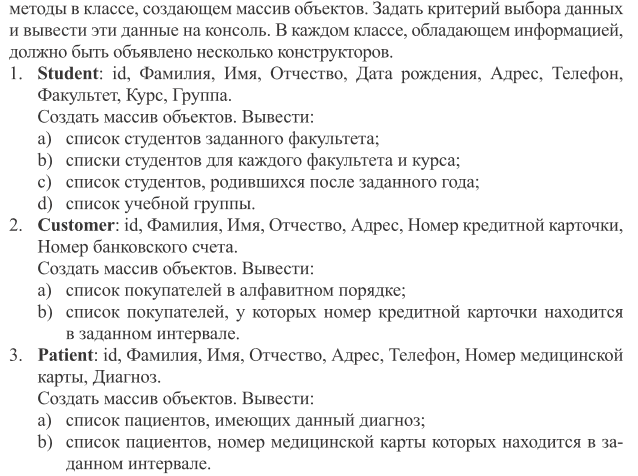 методы в классе, создающем массив объектов. Задать критерий выбора данных
и вывести эти данные на консоль. В каждом классе, обладающем информацией,
должно быть объявлено несколько конструкторов.
1. Student: id, Фамилия, Имя, Отчество, Дата рождения, Адрес, Телефон,
Факультет, Курс, Группа.
Создать массив объектов. Вывести:
a) список студентов заданного факультета;
b) списки студентов для каждого факультета и курса;
c) список студентов, родившихся после заданного года;
d) список учебной группы.
2. Customer: id, Фамилия, Имя, Отчество, Адрес, Номер кредитной карточки,
Номер банковского счета.
Создать массив объектов. Вывести:
a) список покупателей в алфавитном порядке;
b) список покупателей, у которых номер кредитной карточки находится
в заданном интервале.
3. Patient: id, Фамилия, Имя, Отчество, Адрес, Телефон, Номер медицинской
карты, Диагноз.
Создать массив объектов. Вывести:
a) список пациентов, имеющих данный диагноз;
b) список пациентов, номер медицинской карты которых находится в за-
данном интервале.